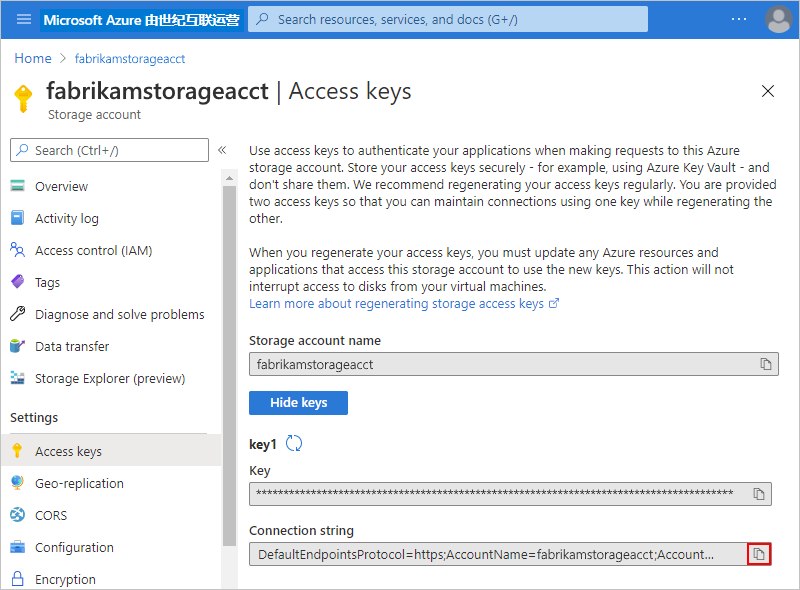 Microsoft Azure 由世纪互联运营
Search resources, services, and docs (G+/)
Home > fabrikamstorageacct
fabrikamstorageacct | Access keys
Storage account
Search (Ctrl+/)
Overview
Activity log
Access control (IAM)
Tags
Diagnose and solve problems
Data transfer
Storage Explorer (preview)
Settings
Access keys
Geo-replication
CORS
Configuration
Encryption
Use access keys to authenticate your applications when making requests to this Azure
storage account. Store your access keys securely - for example, using Azure Key Vault - and
don't share them. We recommend regenerating your access keys regularly. You are provided
two access keys so that you can maintain connections using one key while regenerating the
other.
When you regenerate your access keys, you must update any Azure resources and
applications that access this storage account to use the new keys. This action will not
interrupt access to disks from your virtual machines.
Learn more about regenerating storage access keys
Storage account name
fabrikamstorageacct
Hide keys
key1
Key
****************************************************************************************
Connection string
DefaultEndpointsProtocol=https;AccountName=fabrikamstorageacct;Account...